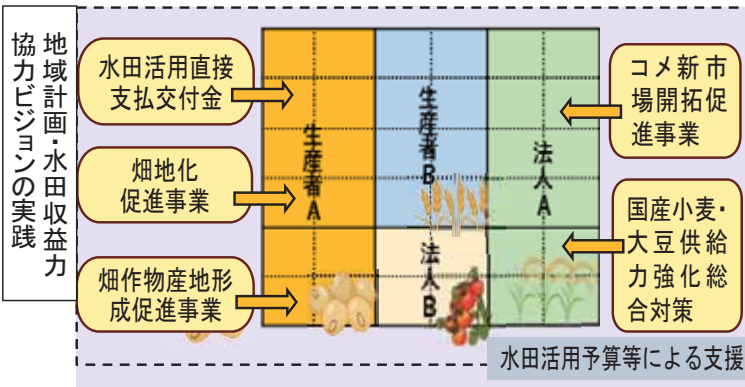 地域計画・水田収益力
協力ビジョンの実践
水田活用直接
支払交付金
畑地化
促進事業
畑作物産地形
成促進事業
生産者A
生産者B
法人A
法人B
コメ新市
場開拓促
進事業
国産小麦・
大豆供給
力強化総
合対策
水田活用予算等による支援